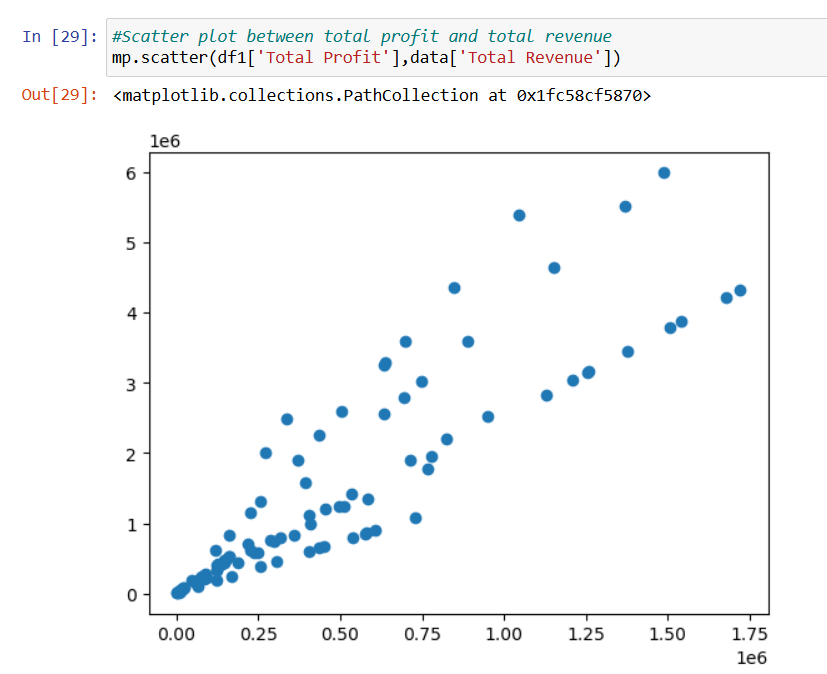 In [29]: #Scatter plot between total profit and total revenue
mp.scatter(df1['Total Profit'],data['Total Revenue'])
Out[29]: <matplotlib.collections.PathCollection at 0x1fc58cf5870>
1e6
6
5
4
3
2
1
0
0.00 0.25 0.50 0.75 1.00 1.25 1.50 1.75
1e6